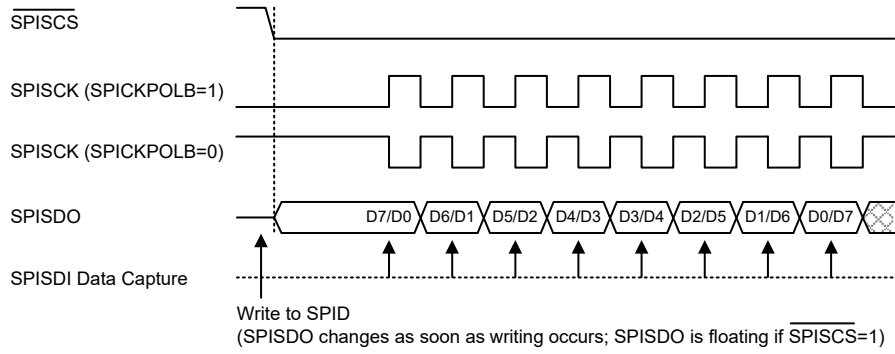 SPISCS
SPISCK (SPICKPOLB=1)
SPISCK (SPICKPOLB=0)
SPISDO D7/D0 D6/D1 D5/D2 D4/D3 D3/D4 D2/D5 D1/D6 D0/D7
SPISDI Data Capture
Write to SPID
(SPISDO changes as soon as writing occurs; SPISDO is floating if SPISCS=1)